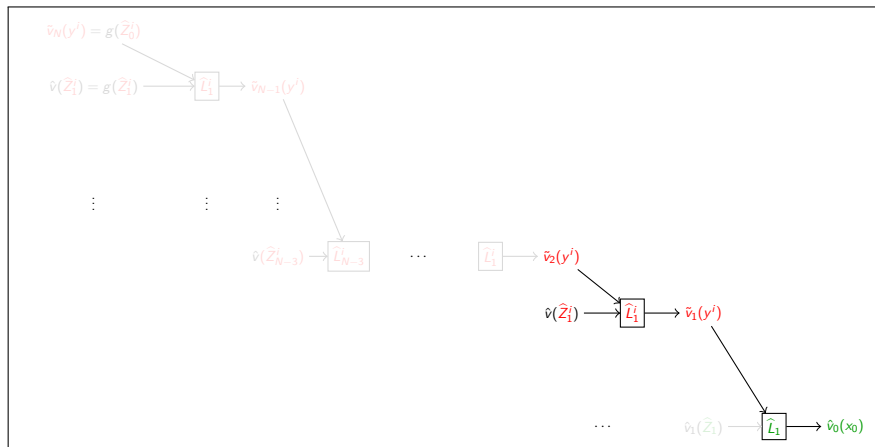 ṽ_N(y^i) = g(Ẑ_0^i)
v̂(Ẑ_1^i) = g(Ẑ_1^i) L̂_1^i ṽ_{N−1}(y^i)
⋮ ⋮ ⋮
v̂(Ẑ_{N−3}^i) L̂_{N−3}^i ⋯ L̂_1^i ṽ_2(y^i)
v̂(Ẑ_1^i) L̂_1^i ṽ_1(y^i)
⋯ v̂_1(Ẑ_1) L̂_1 v̂_0(x_0)